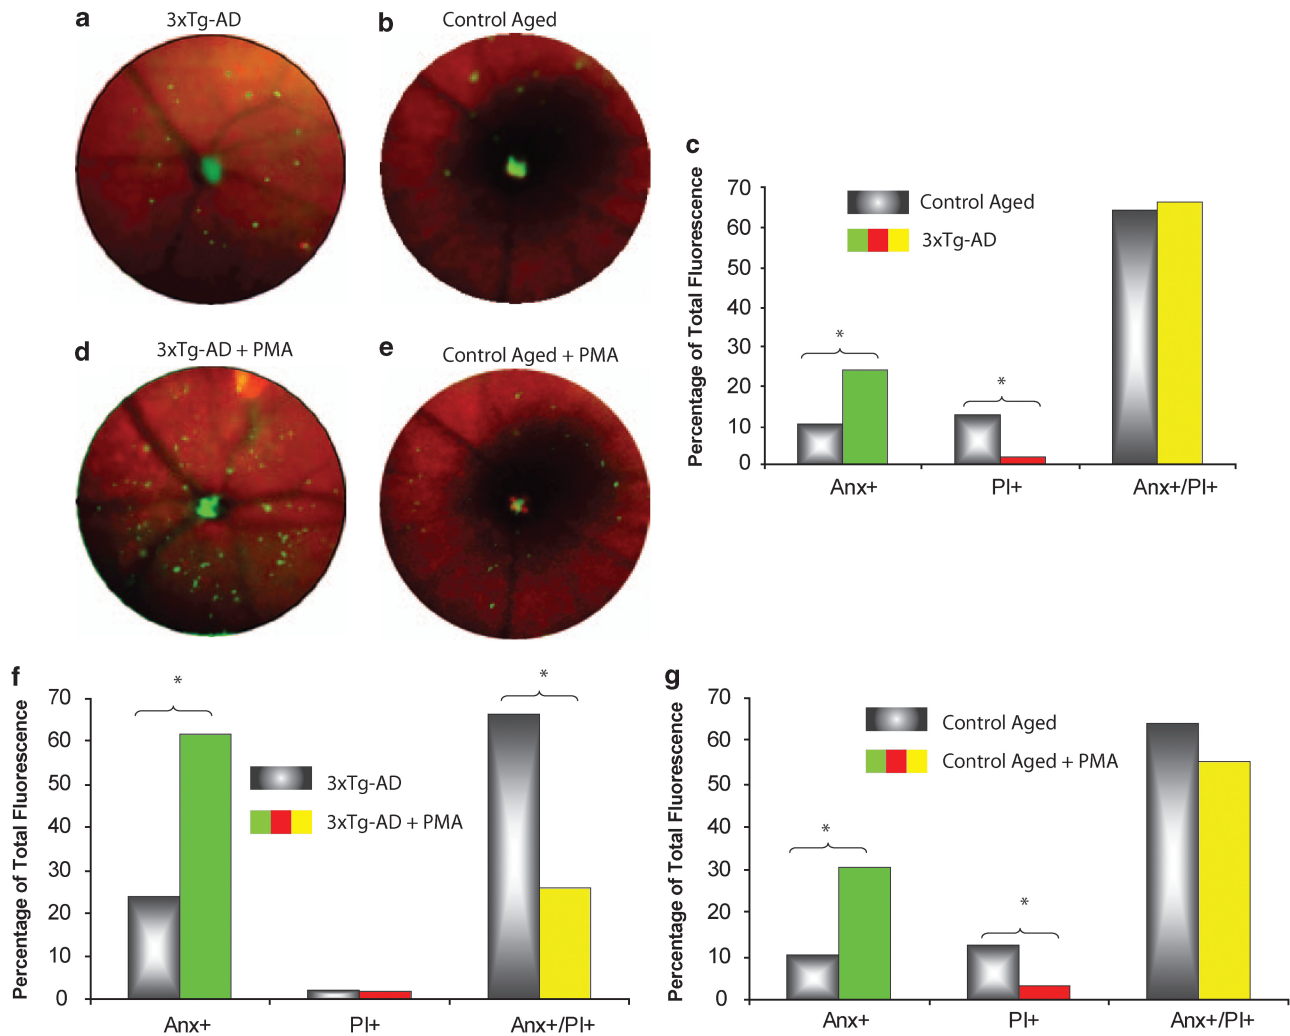 a 3xTg-AD
b Control Aged
c
Percentage of Total Fluorescence
70
60
50
40
30
20
10
0
Control Aged
3xTg-AD
*
*
Anx+ PI+ Anx+/PI+
d 3xTg-AD + PMA
e Control Aged + PMA
f
Percentage of Total Fluorescence
70
60
50
40
30
20
10
0
*
*
3xTg-AD
3xTg-AD + PMA
Anx+ PI+ Anx+/PI+
g
Percentage of Total Fluorescence
70
60
50
40
30
20
10
0
Control Aged
Control Aged + PMA
*
*
Anx+ PI+ Anx+/PI+